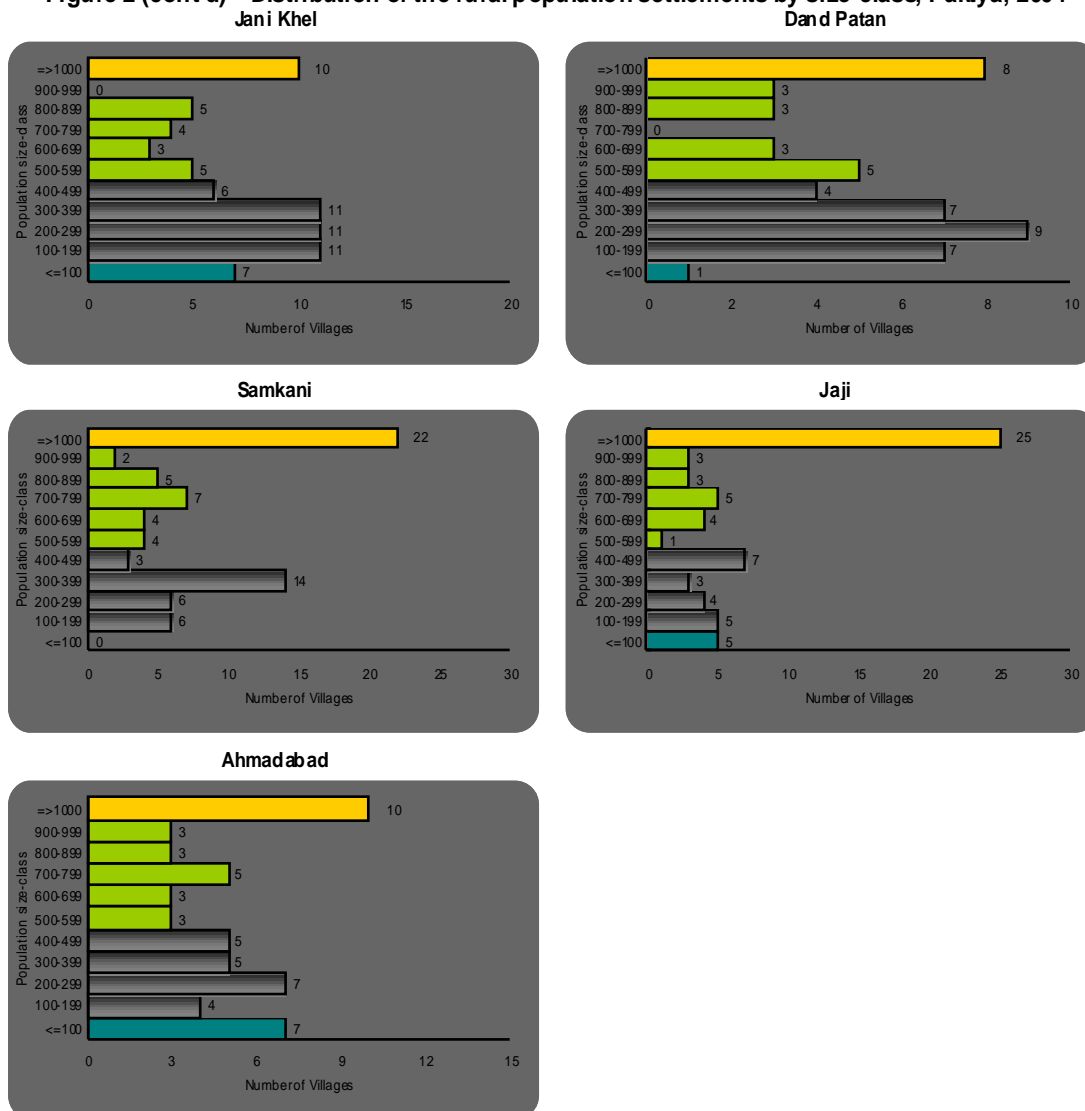 Jani Khel
Dand Patan
Population size-class
=>1000 10
900-999 0
800-899 5
700-799 4
600-699 3
500-599 5
400-499 6
300-399 11
200-299 11
100-199 11
<=100 7
0 5 10 15 20
Number of Villages
Population size-class
=>1000 8
900-999 3
800-899 3
700-799 0
600-699 3
500-599 5
400-499 4
300-399 7
200-299 9
100-199 7
<=100 1
0 2 4 6 8 10
Number of Villages
Samkani
Population size-class
=>1000 22
900-999 2
800-899 5
700-799 7
600-699 4
500-599 4
400-499 3
300-399 14
200-299 6
100-199 6
<=100 0
0 5 10 15 20 25 30
Number of Villages
Jaji
Population size-class
=>1000 25
900-999 3
800-899 3
700-799 5
600-699 4
500-599 1
400-499 7
300-399 3
200-299 4
100-199 5
<=100 5
0 5 10 15 20 25 30
Number of Villages
Ahmadabad
Population size-class
=>1000 10
900-999 3
800-899 3
700-799 5
600-699 3
500-599 3
400-499 5
300-399 5
200-299 7
100-199 4
<=100 7
0 3 6 9 12 15
Number of Villages